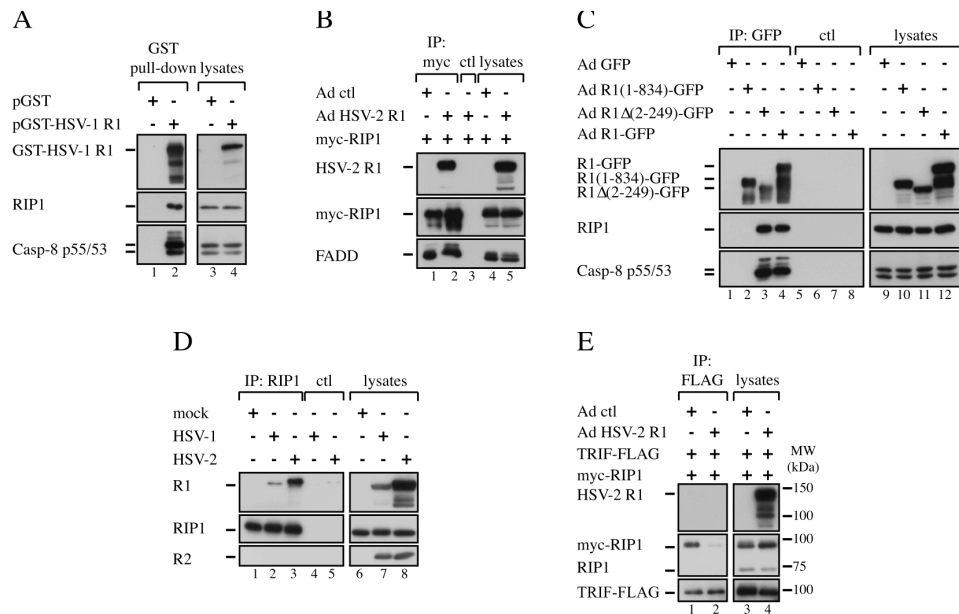 A
GST
pull-down lysates
pGST + - + -
pGST-HSV-1 R1 - + - +
GST-HSV-1 R1
RIP1
Casp-8 p55/53
1 2 3 4
B
IP:
myc ctl lysates
Ad ctl + - - + -
Ad HSV-2 R1 - + + - +
myc-RIP1 + + + + +
HSV-2 R1
myc-RIP1
FADD
1 2 3 4 5
C
IP: GFP ctl lysates
Ad GFP + - - - + - - - + - - -
Ad R1(1-834)-GFP - + - - - + - - - + - -
Ad R1Δ(2-249)-GFP - - + - - - + - - - + -
Ad R1-GFP - - - + - - - + - - - +
R1-GFP
R1(1-834)-GFP
R1Δ(2-249)-GFP
RIP1
Casp-8 p55/53
1 2 3 4 5 6 7 8 9 10 11 12
D
IP: RIP1 ctl lysates
mock + - - - - + - -
HSV-1 - + - + - - + -
HSV-2 - - + - + - - +
R1
RIP1
R2
1 2 3 4 5 6 7 8
E
IP:
FLAG lysates
Ad ctl + - + -
Ad HSV-2 R1 - + - +
TRIF-FLAG + + + + MW
myc-RIP1 + + + + (kDa)
HSV-2 R1 150
100
myc-RIP1 100
RIP1 75
TRIF-FLAG 100
1 2 3 4